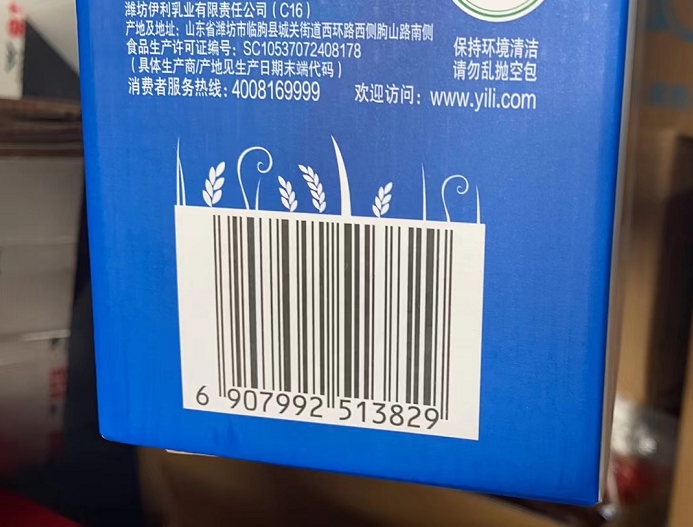 潍坊伊利乳业有限责任公司（C16）
产地及地址：山东省潍坊市临朐县城关街道西环路西侧朐山路南侧
食品生产许可证编号：SC10537072408178
（具体生产商/产地见生产日期末端代码）
消费者服务热线：4008169999
欢迎访问：www.yili.com
保持环境清洁
请勿乱抛空包
6 907992 513829